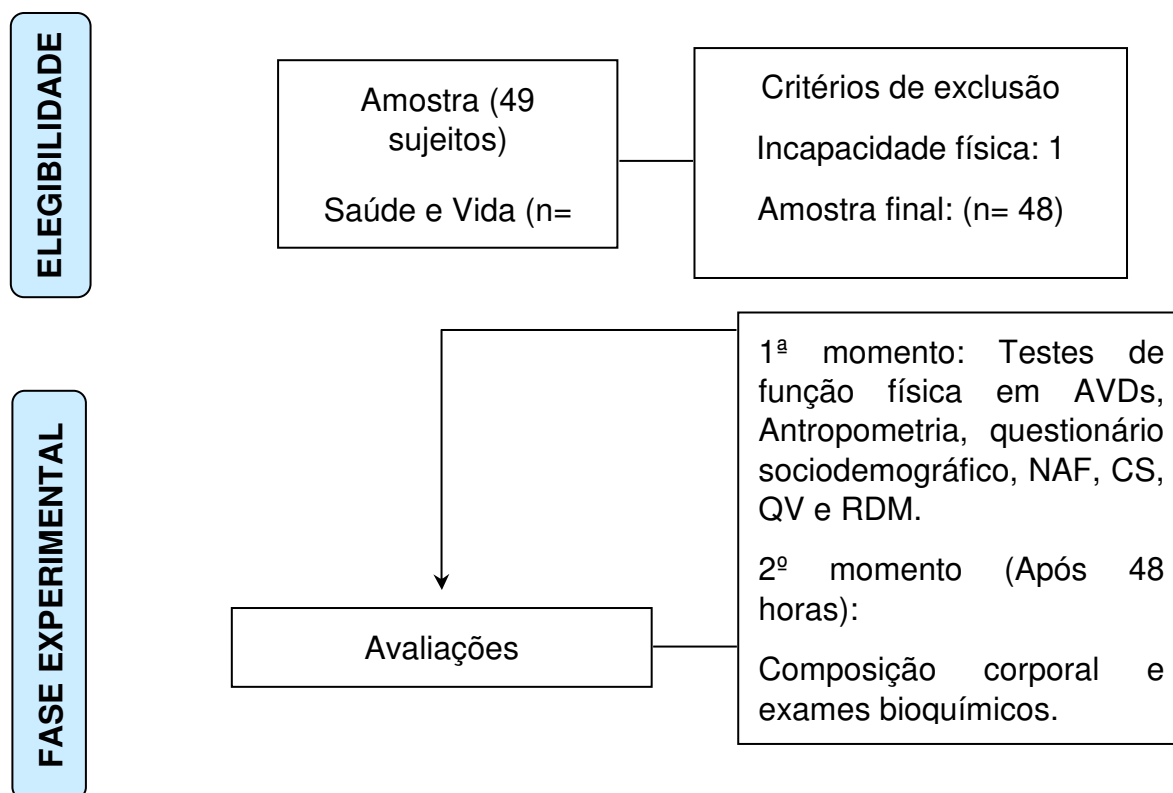 ELEGIBILIDADE
Amostra (49
sujeitos)
Saúde e Vida (n=
Critérios de exclusão
Incapacidade física: 1
Amostra final: (n= 48)
FASE EXPERIMENTAL
Avaliações
1ª momento: Testes de
função física em AVDs,
Antropometria, questionário
sociodemográfico, NAF, CS,
QV e RDM.
2º momento (Após 48
horas):
Composição corporal e
exames bioquímicos.